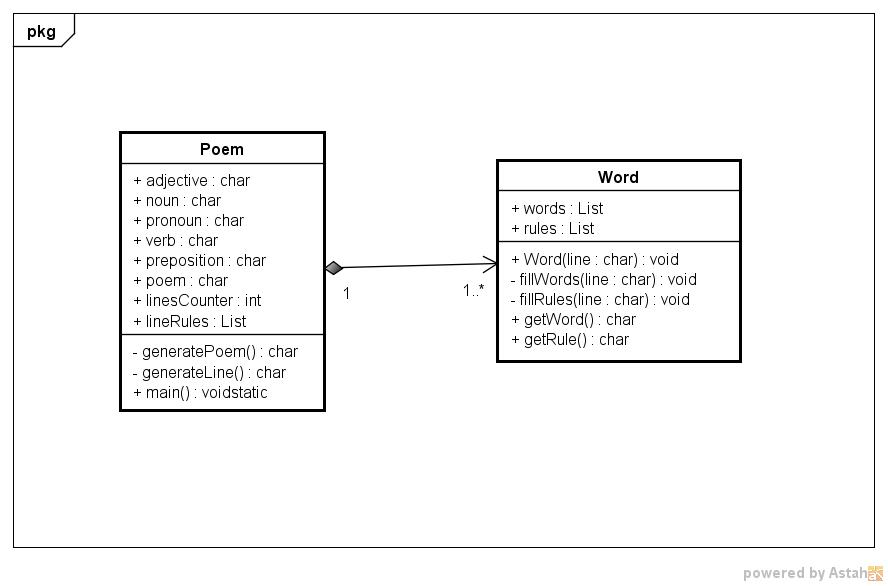 pkg
Poem
+ adjective : char
+ noun : char
+ pronoun : char
+ verb : char
+ preposition : char
+ poem : char
+ linesCounter : int
+ lineRules : List
- generatePoem() : char
- generateLine() : char
+ main() : voidstatic
1
1..*
Word
+ words : List
+ rules : List
+ Word(line : char) : void
- fillWords(line : char) : void
- fillRules(line : char) : void
+ getWord() : char
+ getRule() : char
powered by Astah